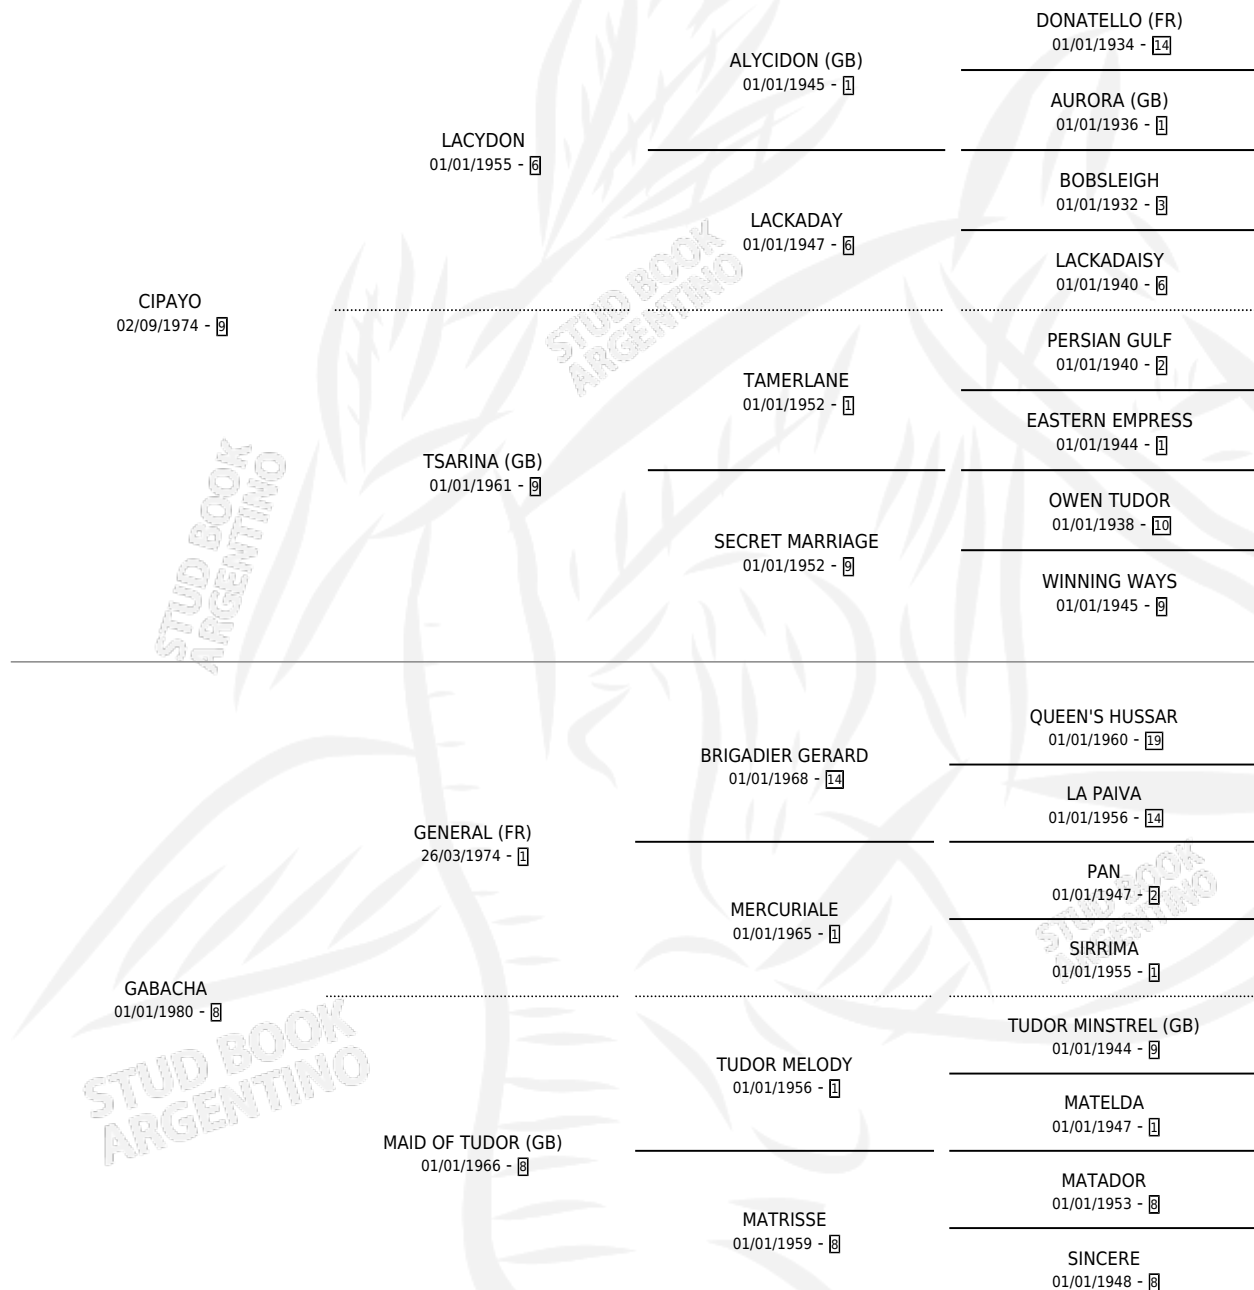 DONATELLO (FR)
01/01/1934 - 14
ALYCIDON (GB)
01/01/1945 - 1
AURORA (GB)
01/01/1936 - 1
LACYDON
01/01/1955 - 6
BOBSLEIGH
01/01/1932 - 3
LACKADAY
01/01/1947 - 6
LACKADAISY
01/01/1940 - 6
CIPAYO
02/09/1974 - 9
PERSIAN GULF
01/01/1940 - 2
TAMERLANE
01/01/1952 - 1
EASTERN EMPRESS
01/01/1944 - 1
TSARINA (GB)
01/01/1961 - 9
OWEN TUDOR
01/01/1938 - 10
SECRET MARRIAGE
01/01/1952 - 9
WINNING WAYS
01/01/1945 - 9
QUEEN'S HUSSAR
01/01/1960 - 19
BRIGADIER GERARD
01/01/1968 - 14
LA PAIVA
01/01/1956 - 14
GENERAL (FR)
26/03/1974 - 1
PAN
01/01/1947 - 2
MERCURIALE
01/01/1965 - 1
SIRRIMA
01/01/1955 - 1
GABACHA
01/01/1980 - 8
TUDOR MINSTREL (GB)
01/01/1944 - 9
TUDOR MELODY
01/01/1956 - 1
MATELDA
01/01/1947 - 1
MAID OF TUDOR (GB)
01/01/1966 - 8
MATADOR
01/01/1953 - 8
MATRISSE
01/01/1959 - 8
SINCERE
01/01/1948 - 8
STUD BOOK
ARGENTINO
STUD BOOK
ARGENTINO
STUD BOOK
ARGENTINO
STUD BOOK
ARGENTINO